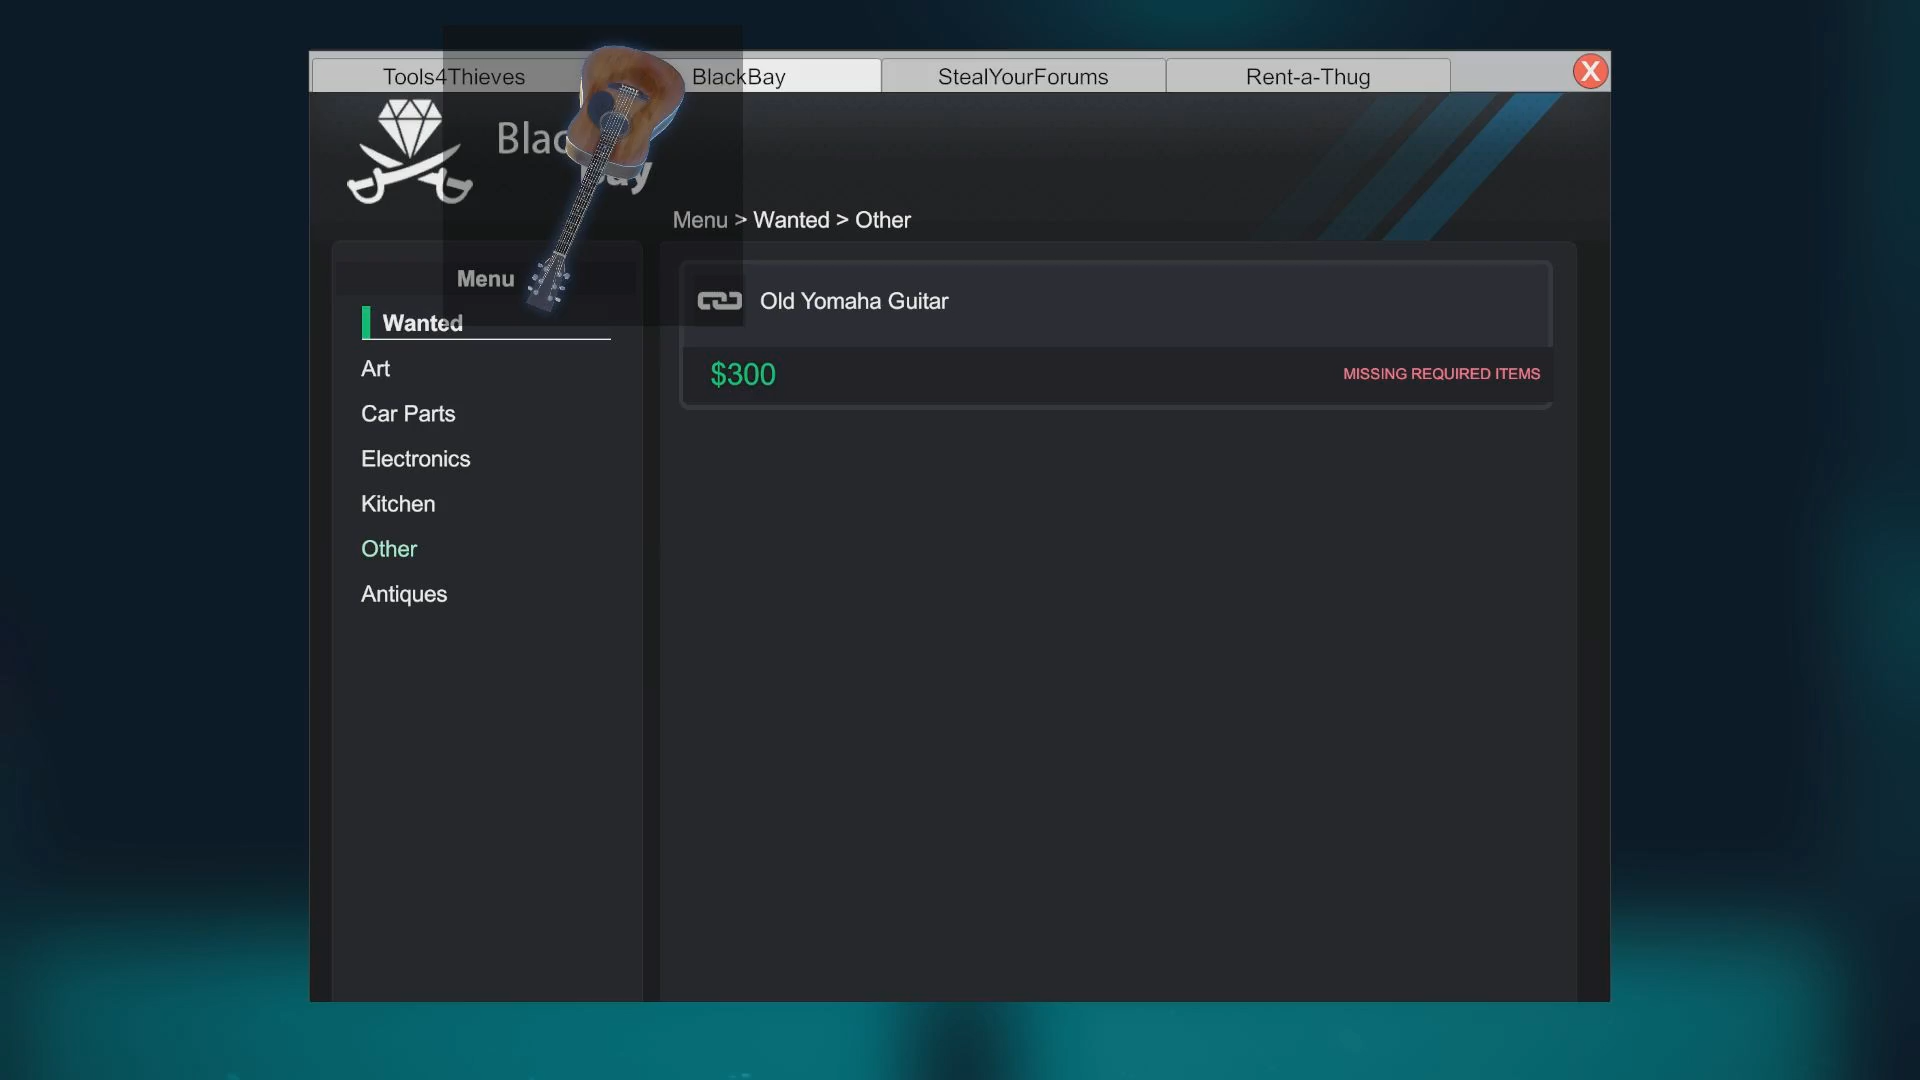 Tools4Thieves
BlackBay
StealYourForums
Rent-a-Thug
X
Menu > Wanted > Other
Menu
Wanted
Art
Car Parts
Electronics
Kitchen
Other
Antiques
Old Yomaha Guitar
$300
MISSING REQUIRED ITEMS